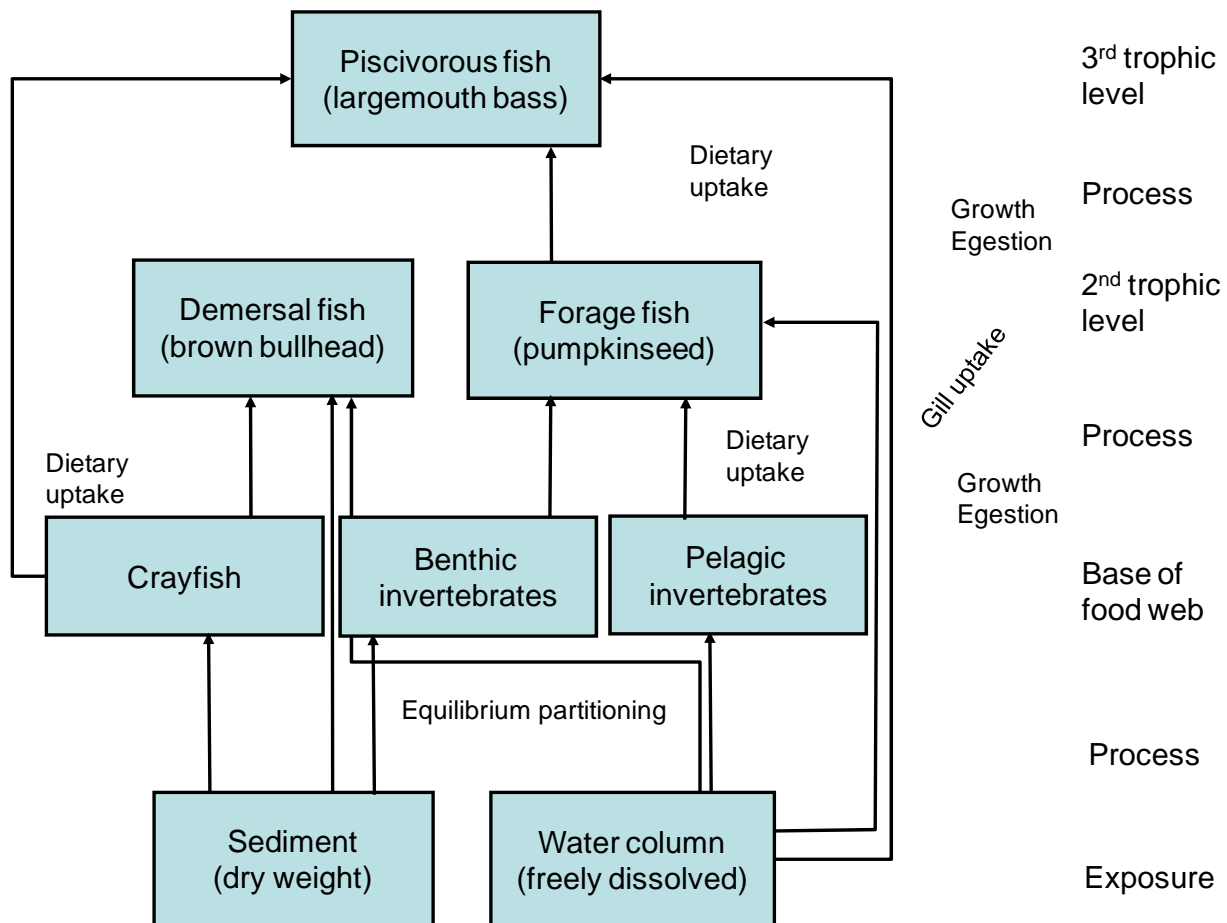 Piscivorous fish
(largemouth bass)
3rd trophic
level
Dietary
uptake
Process
Growth
Egestion
Demersal fish
(brown bullhead)
Forage fish
(pumpkinseed)
2nd trophic
level
Gill uptake
Process
Dietary
uptake
Dietary
uptake
Growth
Egestion
Crayfish
Benthic
invertebrates
Pelagic
invertebrates
Base of
food web
Equilibrium partitioning
Process
Sediment
(dry weight)
Water column
(freely dissolved)
Exposure